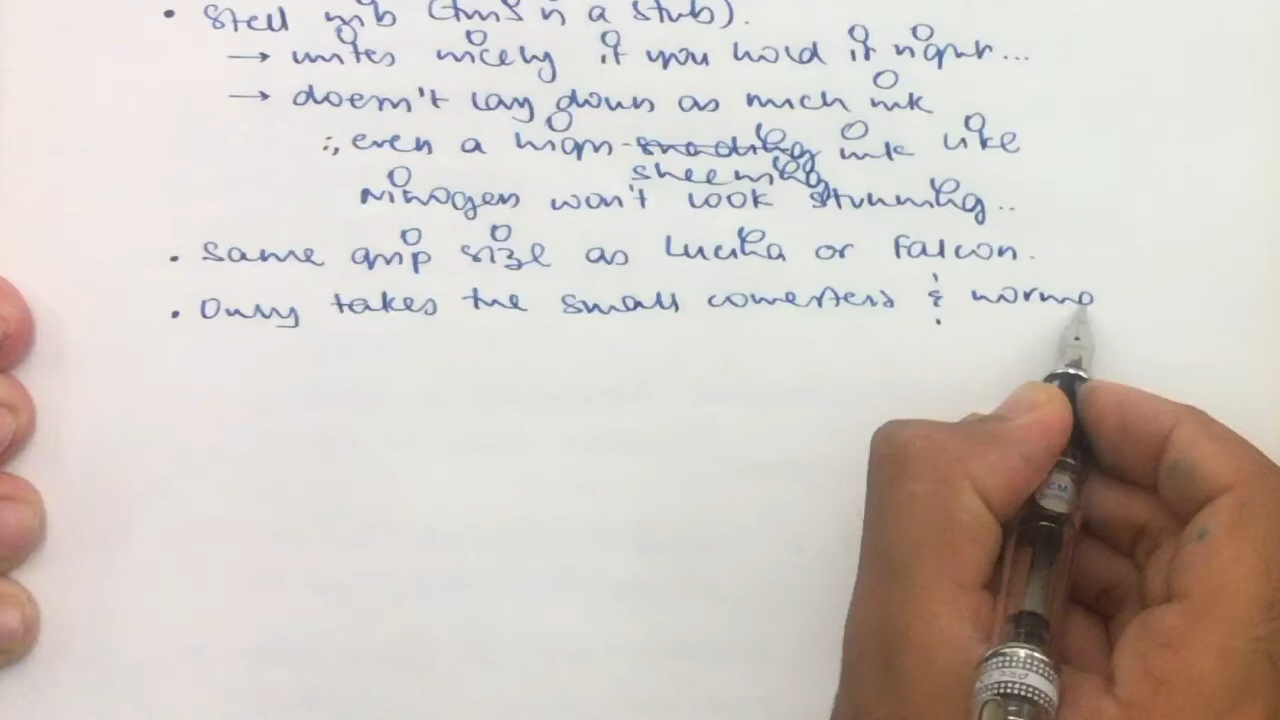 • Steel nib (this is a stub).
→ writes nicely if you hold it right...
→ doesn't lay down as much ink
∴ even a high-shading ink like
sheening
Nitrogen won't look stunning..
• Same grip size as Lucina or Falcon.
• Only takes the small converters & norma